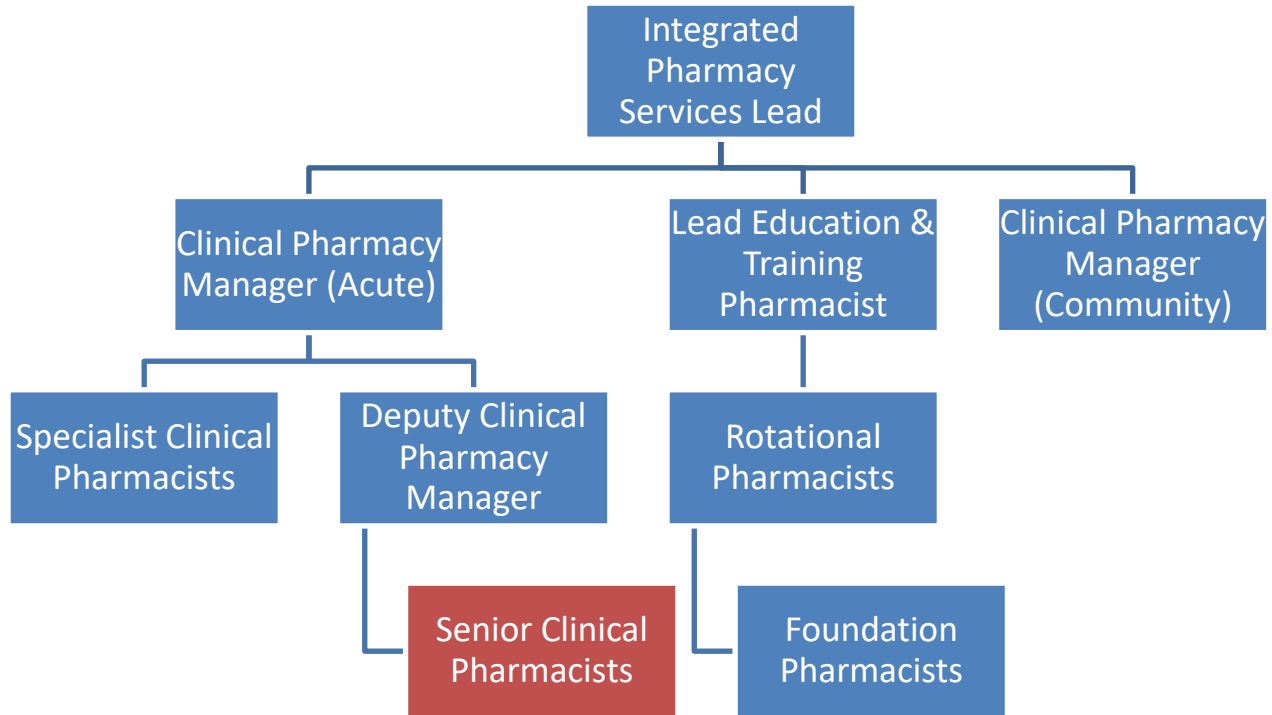 Integrated
Pharmacy
Services Lead
Clinical Pharmacy
Manager (Acute)
Lead Education &
Training
Pharmacist
Clinical Pharmacy
Manager
(Community)
Specialist Clinical
Pharmacists
Deputy Clinical
Pharmacy
Manager
Rotational
Pharmacists
Senior Clinical
Pharmacists
Foundation
Pharmacists